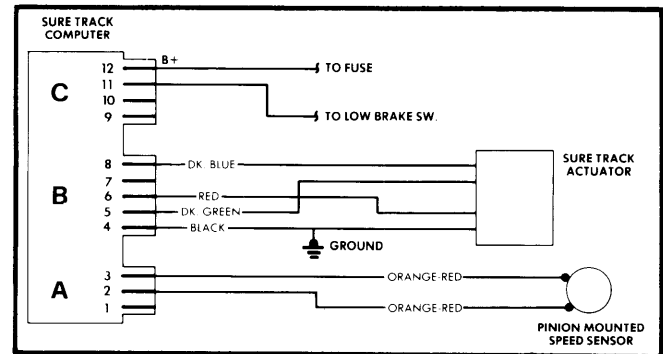 SURE TRACK
COMPUTER
B+
12
TO FUSE
11
C
10
9
TO LOW BRAKE SW.
8
DK. BLUE
SURE TRACK
ACTUATOR
7
B
6
RED
5
DK. GREEN
4
BLACK
GROUND
3
ORANGE-RED
A
2
1
ORANGE-RED
PINION MOUNTED
SPEED SENSOR